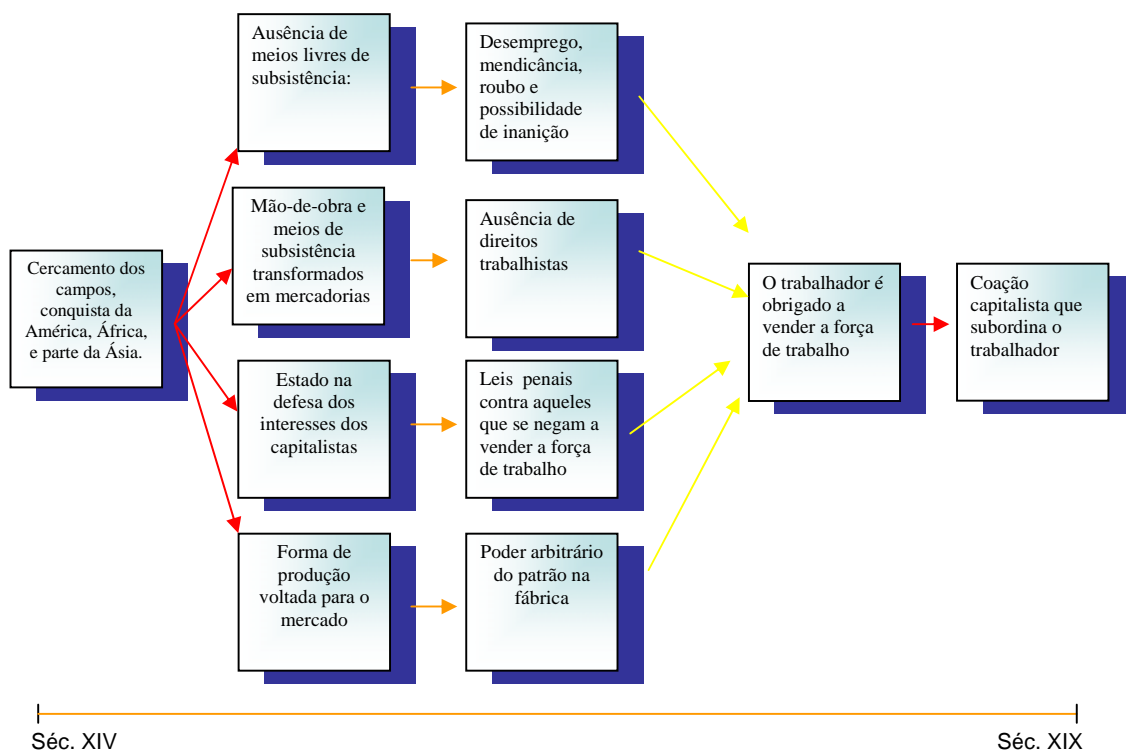 Cercamento dos
campos,
conquista da
América, África,
e parte da Ásia.
Ausência de
meios livres de
subsistência:
Desemprego,
mendicância,
roubo e
possibilidade
de inanição
Mão-de-obra e
meios de
subsistência
transformados
em mercadorias
Ausência de
direitos
trabalhistas
Estado na
defesa dos
interesses dos
capitalistas
Leis penais
contra aqueles
que se negam a
vender a força
de trabalho
Forma de
produção
voltada para o
mercado
Poder arbitrário
do patrão na
fábrica
O trabalhador é
obrigado a
vender a força
de trabalho
Coação
capitalista que
subordina o
trabalhador
Séc. XIV
Séc. XIX